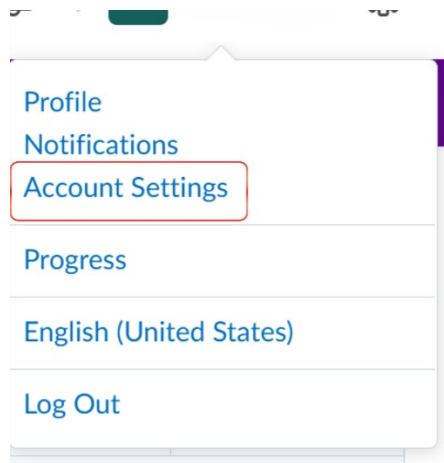 Profile
Notifications
Account Settings
Progress
English (United States)
Log Out